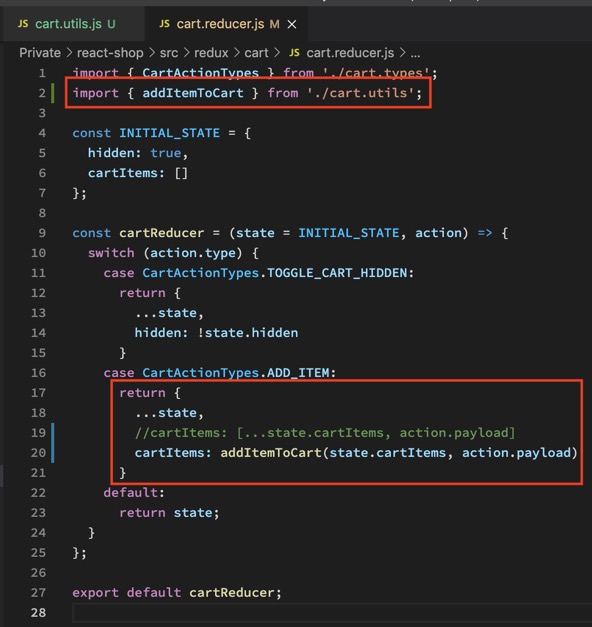 JS cart.utils.js U
JS cart.reducer.js M ×
Private > react-shop > src > redux > cart > JS cart.reducer.js > ...
1 import { CartActionTypes } from './cart.types';
2 import { addItemToCart } from './cart.utils';
3
4 const INITIAL_STATE = {
5   hidden: true,
6   cartItems: []
7 };
8
9 const cartReducer = (state = INITIAL_STATE, action) => {
10   switch (action.type) {
11     case CartActionTypes.TOGGLE_CART_HIDDEN:
12       return {
13         ...state,
14         hidden: !state.hidden
15       }
16     case CartActionTypes.ADD_ITEM:
17       return {
18         ...state,
19         //cartItems: [...state.cartItems, action.payload]
20         cartItems: addItemToCart(state.cartItems, action.payload)
21       }
22     default:
23       return state;
24   }
25 };
26
27 export default cartReducer;
28